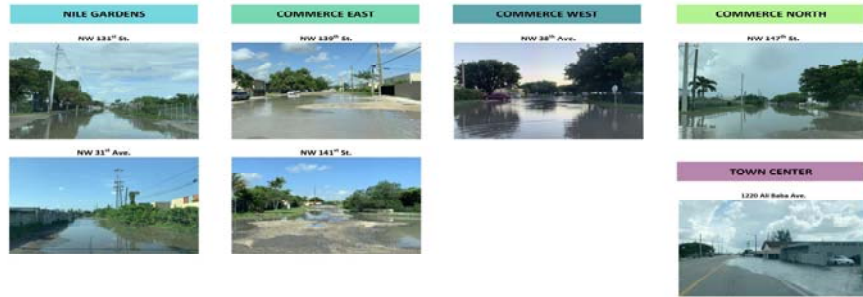 NILE GARDENS
NW 131st St.
NW 31st Ave.
COMMERCE EAST
NW 139th St.
NW 141st St.
COMMERCE WEST
NW 38th Ave.
COMMERCE NORTH
NW 147th St.
TOWN CENTER
1220 Ali Baba Ave.